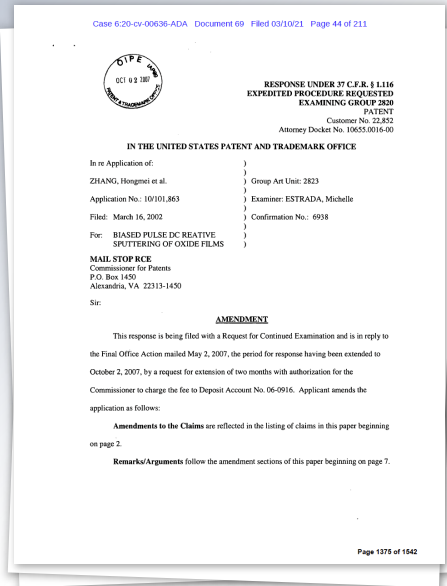 Case 6:20-cv-00636-ADA Document 69 Filed 03/10/21 Page 44 of 211
OIPE
IAP80
OCT 02 2007
PATENT & TRADEMARK OFFICE
RESPONSE UNDER 37 C.F.R. § 1.116
EXPEDITED PROCEDURE REQUESTED
EXAMINING GROUP 2820
PATENT
Customer No. 22,852
Attorney Docket No. 10655.0016-00
IN THE UNITED STATES PATENT AND TRADEMARK OFFICE
In re Application of: )
)
ZHANG, Hongmei et al. ) Group Art Unit: 2823
)
Application No.: 10/101,863 ) Examiner: ESTRADA, Michelle
)
Filed: March 16, 2002 ) Confirmation No.: 6938
)
For: BIASED PULSE DC REATIVE )
SPUTTERING OF OXIDE FILMS )
MAIL STOP RCE
Commissioner for Patents
P.O. Box 1450
Alexandria, VA 22313-1450
Sir:
AMENDMENT
This response is being filed with a Request for Continued Examination and is in reply to
the Final Office Action mailed May 2, 2007, the period for response having been extended to
October 2, 2007, by a request for extension of two months with authorization for the
Commissioner to charge the fee to Deposit Account No. 06-0916. Applicant amends the
application as follows:
Amendments to the Claims are reflected in the listing of claims in this paper beginning
on page 2.
Remarks/Arguments follow the amendment sections of this paper beginning on page 7.
Page 1375 of 1542